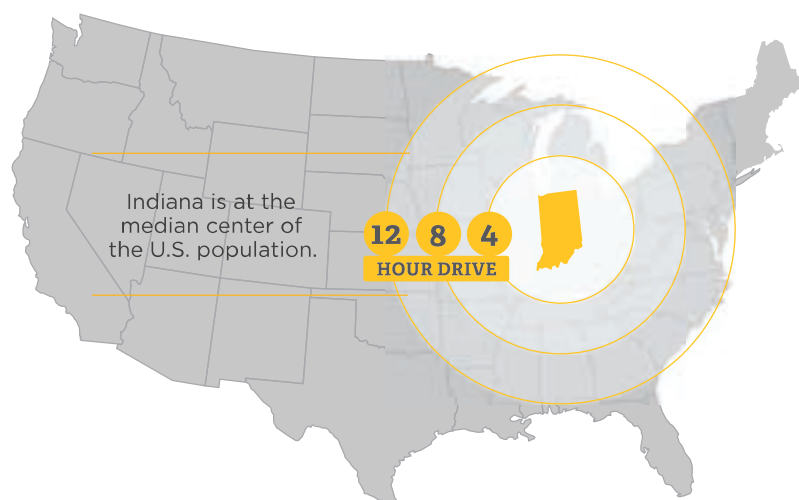 Indiana is at the
median center of
the U.S. population.
12 8 4
HOUR DRIVE